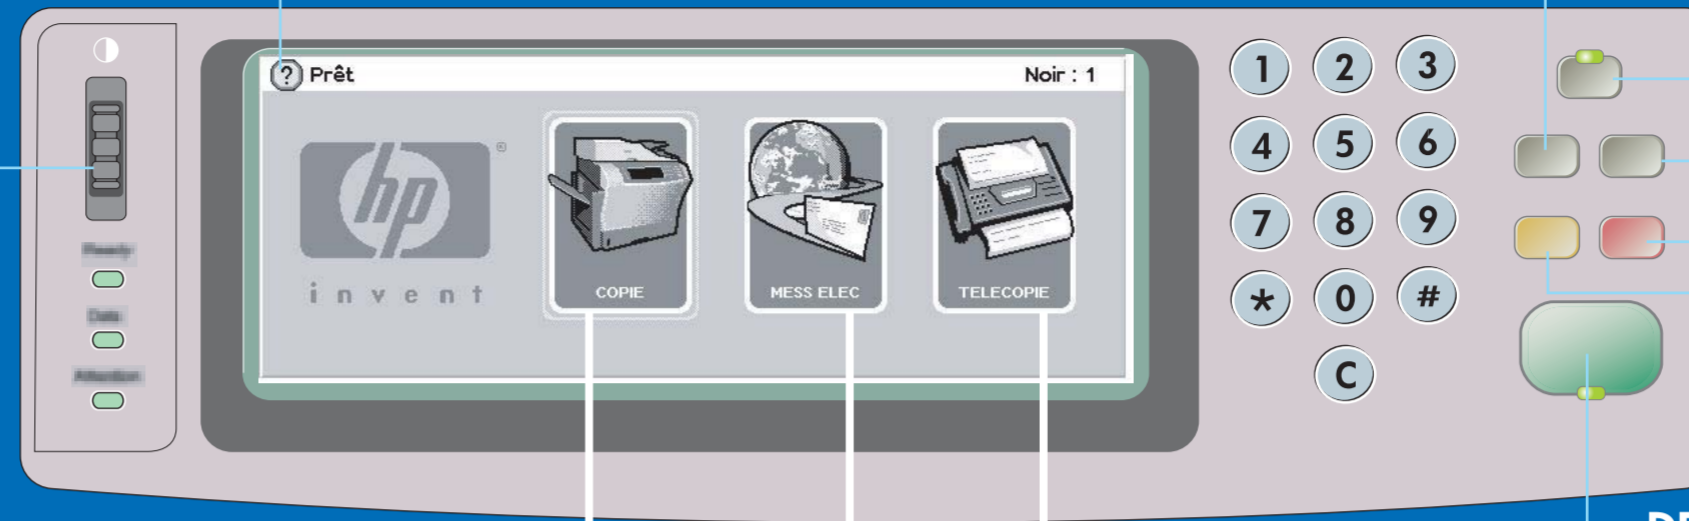 ? Prêt
Noir : 1
hp
®
invent
COPIE
MESS ELEC
TELECOPIE
1 2 3
4 5 6
7 8 9
* 0 #
C